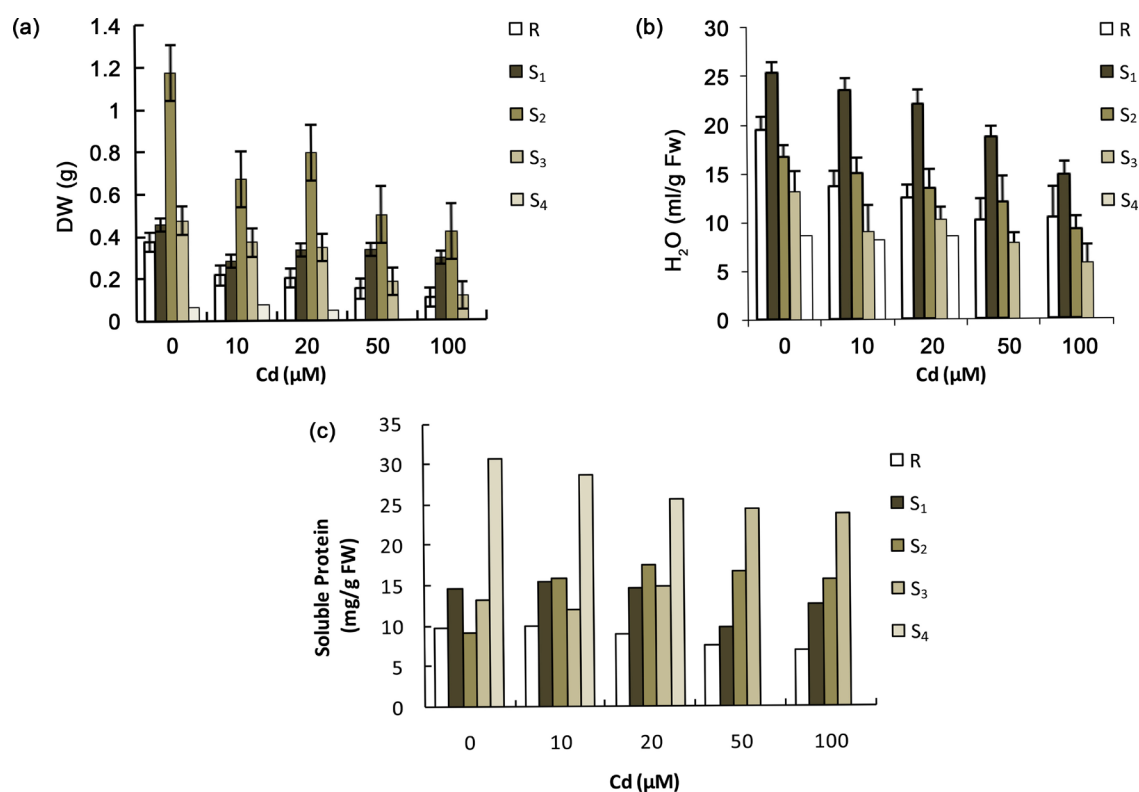 (a)
DW (g)
1.4
1.2
1
0.8
0.6
0.4
0.2
0
0 10 20 50 100
Cd (µM)
R
S₁
S₂
S₃
S₄
(b)
H₂O (ml/g Fw)
30
25
20
15
10
5
0
0 10 20 50 100
Cd (µM)
R
S₁
S₂
S₃
S₄
(c)
Soluble Protein
(mg/g FW)
35
30
25
20
15
10
5
0
0 10 20 50 100
Cd (µM)
R
S₁
S₂
S₃
S₄